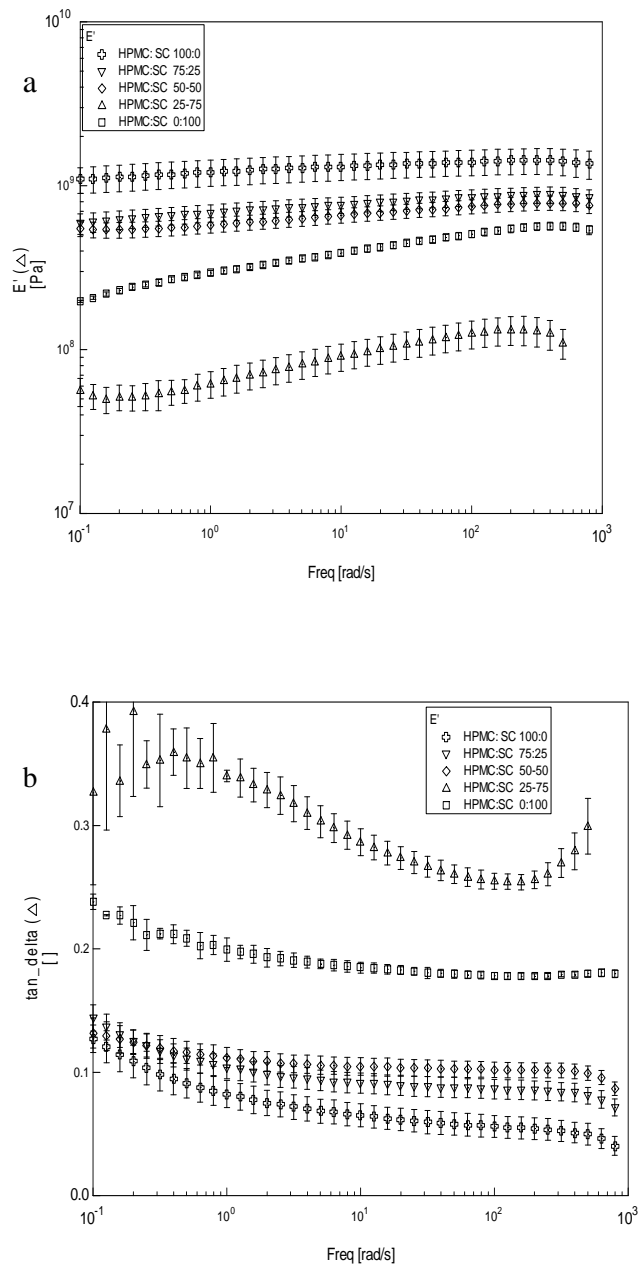 a
10^10
10^9
10^8
10^7
E' (△)
[Pa]
E'
HPMC: SC 100:0
HPMC:SC 75:25
HPMC:SC 50-50
HPMC:SC 25-75
HPMC:SC 0:100
10^-1 10^0 10^1 10^2 10^3
Freq [rad/s]
b
0.4
0.3
0.2
0.1
0.0
tan_delta (△)
[ ]
E'
HPMC: SC 100:0
HPMC:SC 75:25
HPMC:SC 50-50
HPMC:SC 25-75
HPMC:SC 0:100
10^-1 10^0 10^1 10^2 10^3
Freq [rad/s]